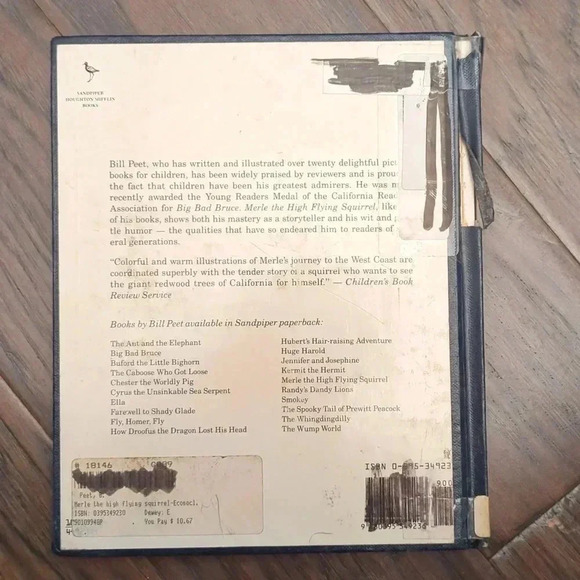 SANDPIPER
HOUGHTON MIFFLIN
BOOKS
Bill Peet, who has written and illustrated over twenty delightful pic
books for children, has been widely praised by reviewers and is prou
the fact that children have been his greatest admirers. He was m
recently awarded the Young Readers Medal of the California Rea
Association for Big Bad Bruce. Merle the High Flying Squirrel, like
of his books, shows both his mastery as a storyteller and his wit and
tle humor — the qualities that have so endeared him to readers of
eral generations.
"Colorful and warm illustrations of Merle's journey to the West Coast are
coordinated superbly with the tender story of a squirrel who wants to see
the giant redwood trees of California for himself." — Children's Book
Review Service
Books by Bill Peet available in Sandpiper paperback:
The Ant and the Elephant
Big Bad Bruce
Buford the Little Bighorn
The Caboose Who Got Loose
Chester the Worldly Pig
Cyrus the Unsinkable Sea Serpent
Ella
Farewell to Shady Glade
Fly, Homer, Fly
How Droofus the Dragon Lost His Head
Hubert's Hair-raising Adventure
Huge Harold
Jennifer and Josephine
Kermit the Hermit
Merle the High Flying Squirrel
Randy's Dandy Lions
Smokey
The Spooky Tail of Prewitt Peacock
The Whingdingdilly
The Wump World
# 18146
Peet,
Merle the high flying squirrel-Econocl.
ISBN: 0395349230 Dewey: E
You Pay $ 10.67
ISBN 0-395-34923
900